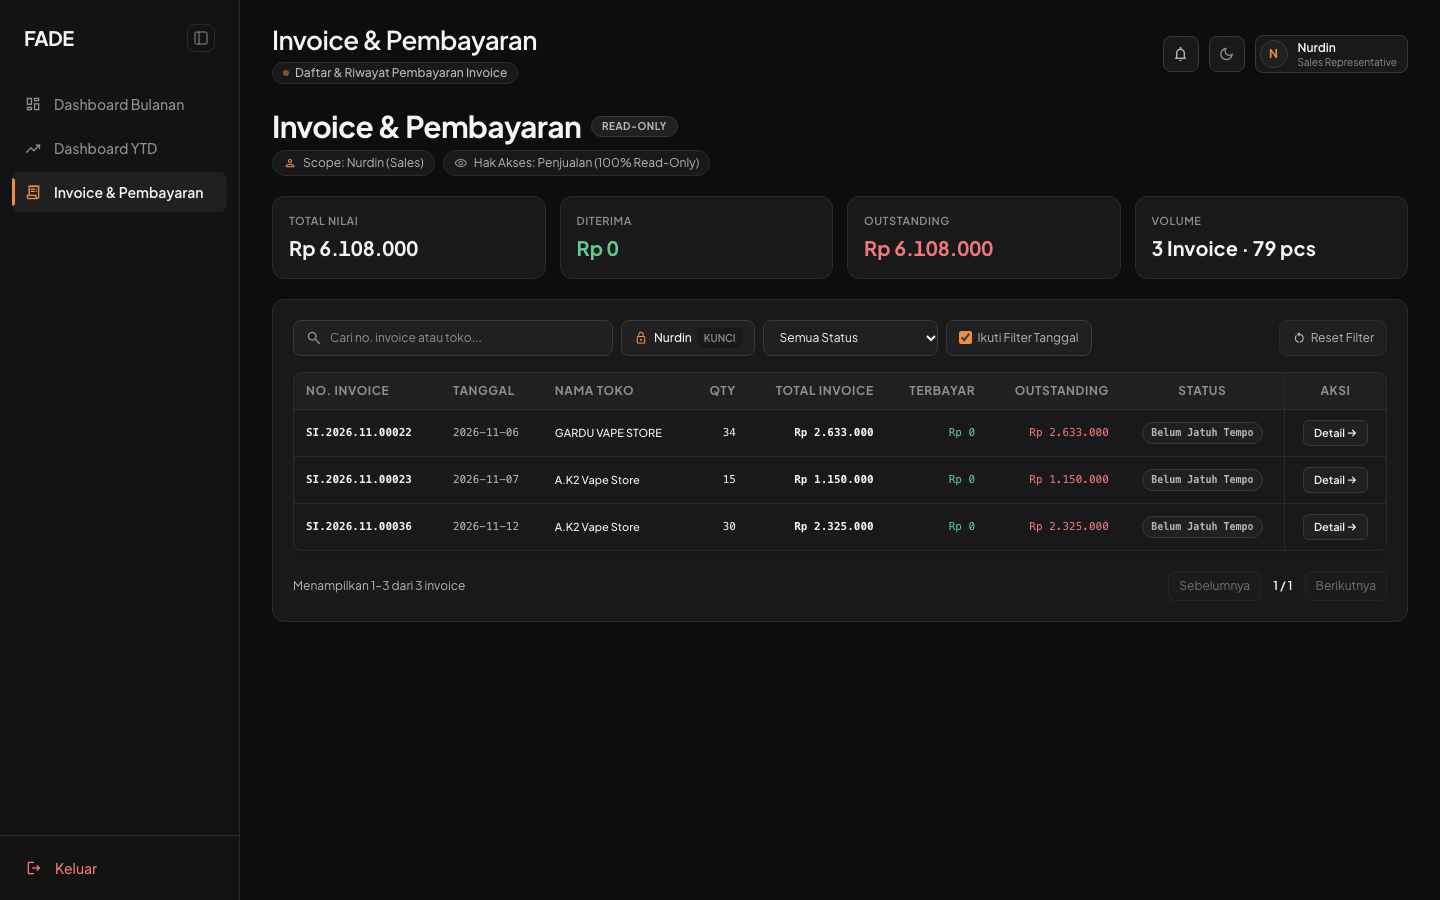 FADE
Dashboard Bulanan
Dashboard YTD
Invoice & Pembayaran
Keluar
Invoice & Pembayaran
Daftar & Riwayat Pembayaran Invoice
N
Nurdin
Sales Representative
Invoice & Pembayaran READ-ONLY
Scope: Nurdin (Sales) Hak Akses: Penjualan (100% Read-Only)
TOTAL NILAI
Rp 6.108.000
DITERIMA
Rp 0
OUTSTANDING
Rp 6.108.000
VOLUME
3 Invoice · 79 pcs
Cari no. invoice atau toko... Nurdin KUNCI Semua Status Ikuti Filter Tanggal Reset Filter
NO. INVOICE TANGGAL NAMA TOKO QTY TOTAL INVOICE TERBAYAR OUTSTANDING STATUS AKSI
SI.2026.11.00022 2026-11-06 GARDU VAPE STORE 34 Rp 2.633.000 Rp 0 Rp 2.633.000 Belum Jatuh Tempo Detail →
SI.2026.11.00023 2026-11-07 A.K2 Vape Store 15 Rp 1.150.000 Rp 0 Rp 1.150.000 Belum Jatuh Tempo Detail →
SI.2026.11.00036 2026-11-12 A.K2 Vape Store 30 Rp 2.325.000 Rp 0 Rp 2.325.000 Belum Jatuh Tempo Detail →
Menampilkan 1–3 dari 3 invoice Sebelumnya 1 / 1 Berikutnya